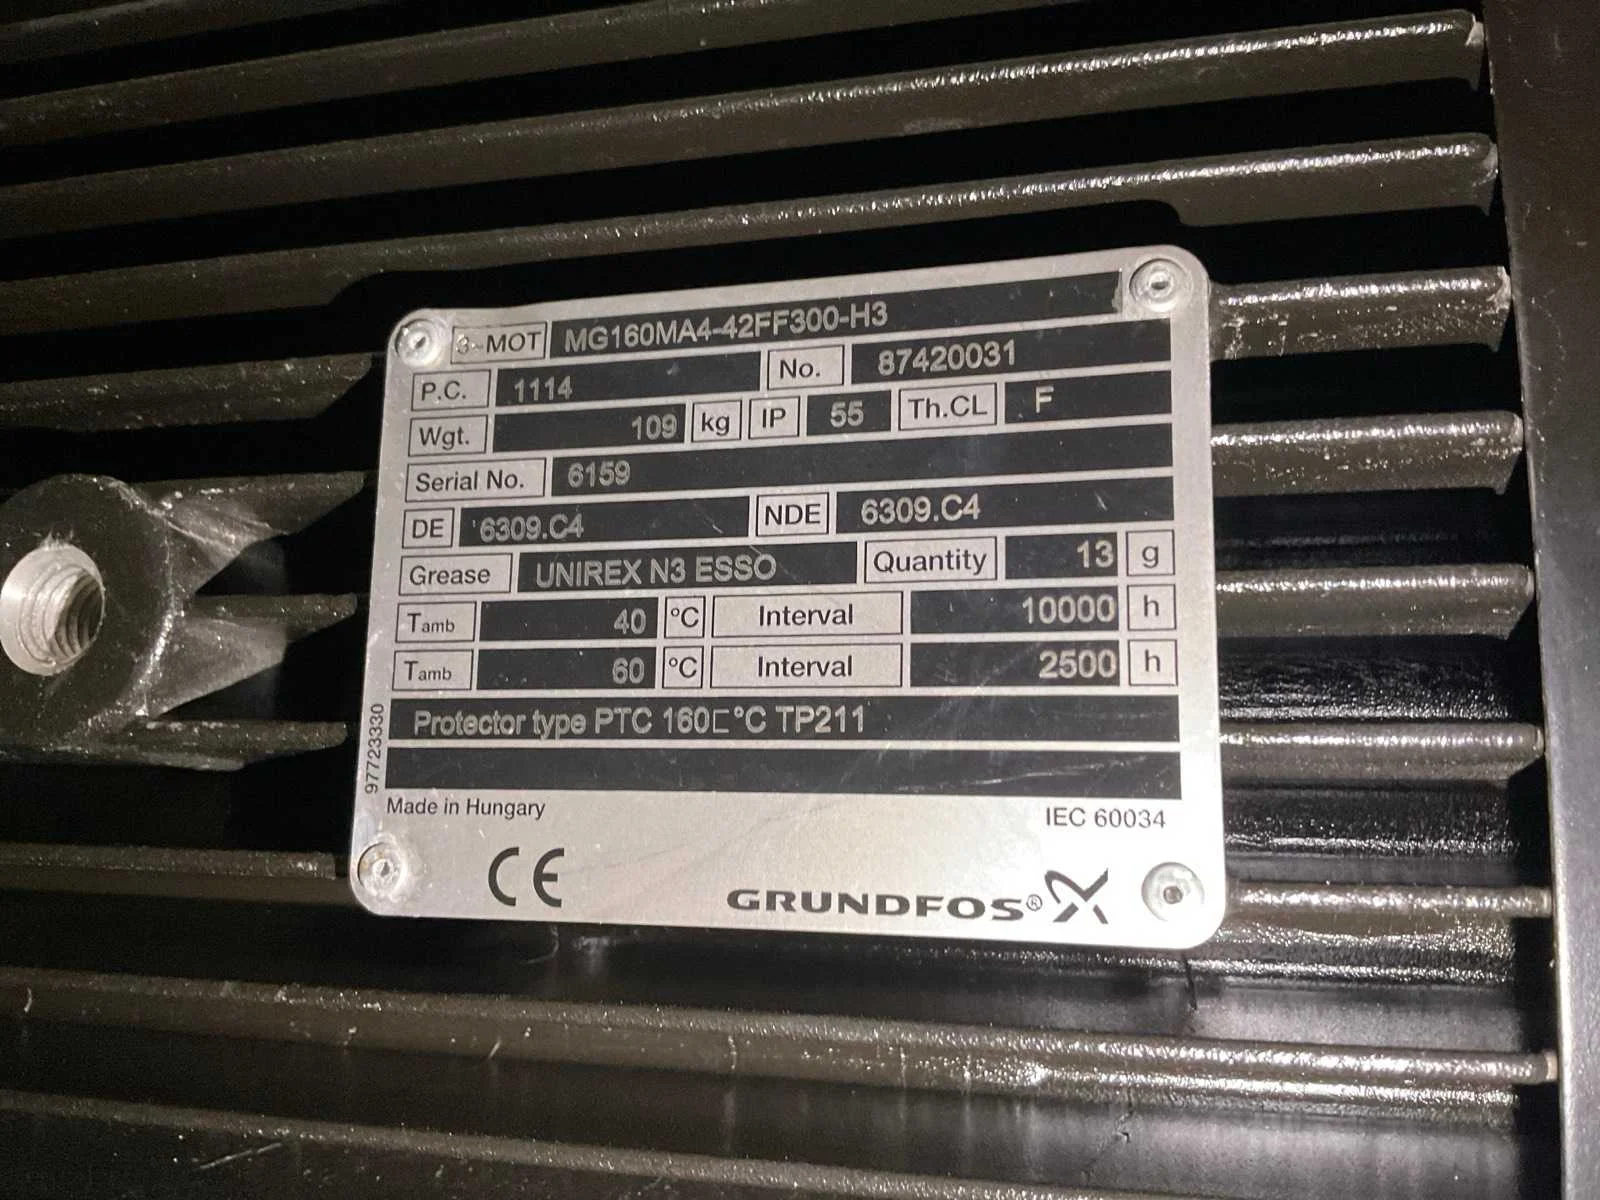 3~MOT MG160MA4-42FF300-H3
P.C. 1114 No. 87420031
Wgt. 109 kg IP 55 Th.CL F
Serial No. 6159
DE 6309.C4 NDE 6309.C4
Grease UNIREX N3 ESSO Quantity 13 g
Tamb 40 °C Interval 10000 h
Tamb 60 °C Interval 2500 h
Protector type PTC 160□°C TP211
97723330
Made in Hungary IEC 60034
CE GRUNDFOS®